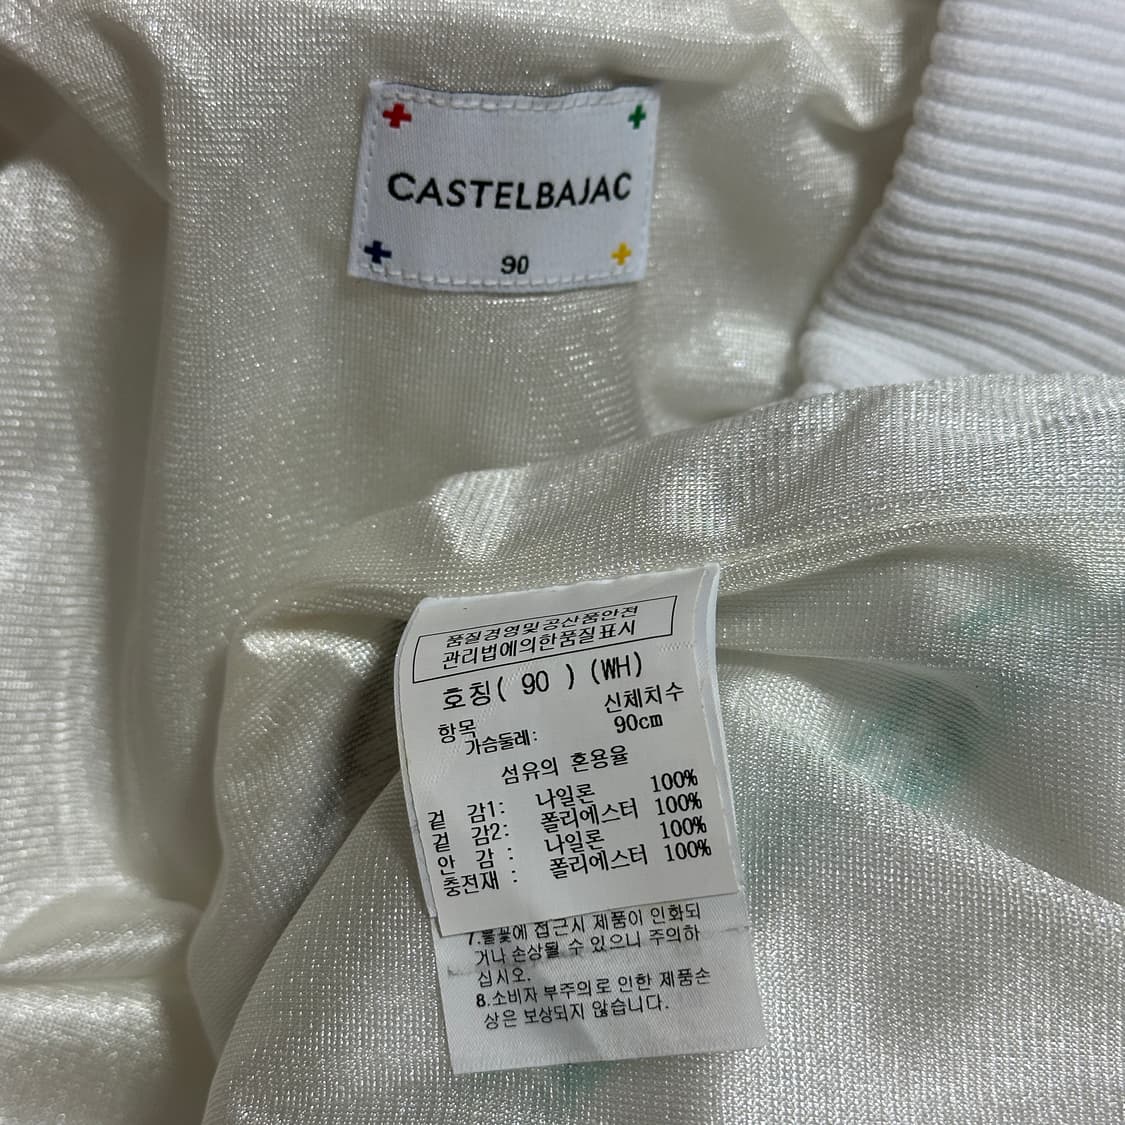 CASTELBAJAC
90
품질경영및공산품안전
관리법에의한품질표시
호칭( 90 ) (WH)
항목 신체치수
가슴둘레: 90cm
섬유의 혼용율
겉 감1: 나일론 100%
겉 감2: 폴리에스터 100%
안 감 : 나일론 100%
충전재 : 폴리에스터 100%
7.불꽃에 접근시 제품이 인화되
거나 손상될 수 있으니 주의하
십시오.
8.소비자 부주의로 인한 제품손
상은 보상되지 않습니다.